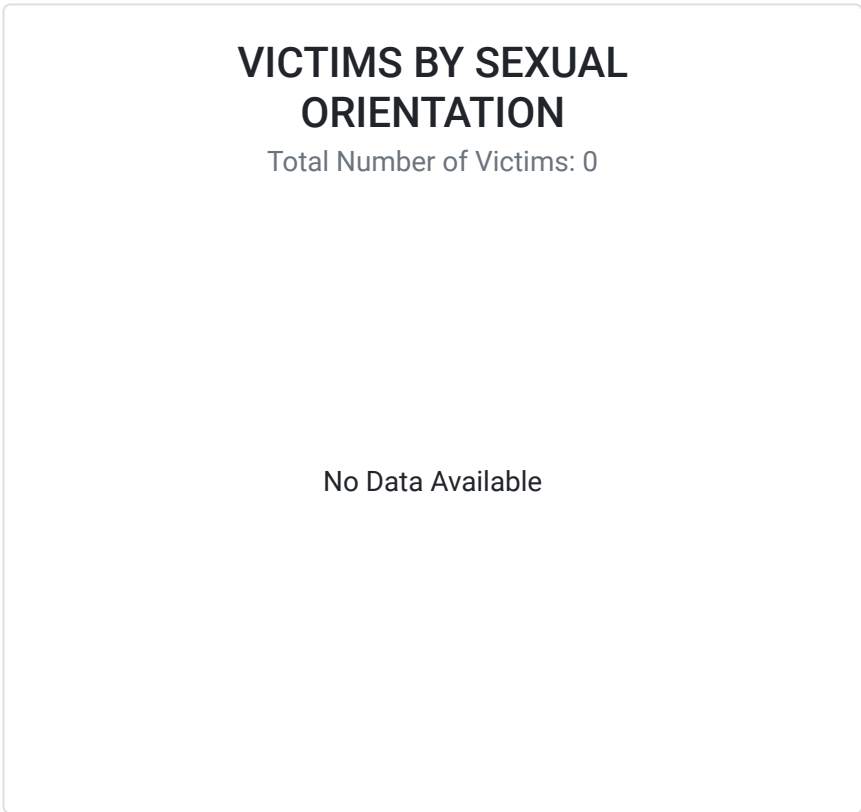 VICTIMS BY SEXUAL
ORIENTATION
Total Number of Victims: 0
No Data Available